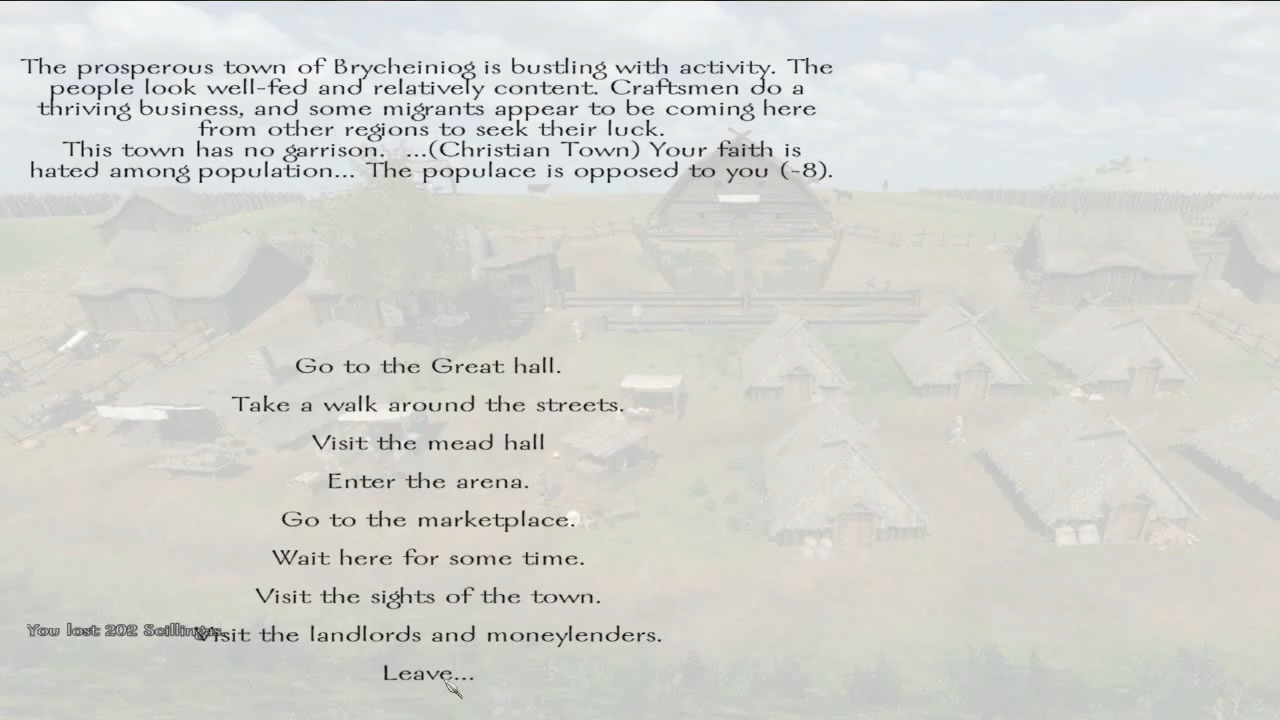 The prosperous town of Brycheiniog is bustling with activity. The
people look well-fed and relatively content. Craftsmen do a
thriving business, and some migrants appear to be coming here
from other regions to seek their luck.
This town has no garrison. ...(Christian Town) Your faith is
hated among population... The populace is opposed to you (-8).
Go to the Great hall.
Take a walk around the streets.
Visit the mead hall
Enter the arena.
Go to the marketplace.
Wait here for some time.
Visit the sights of the town.
You lost 202 Scillingas.
Visit the landlords and moneylenders.
Leave...